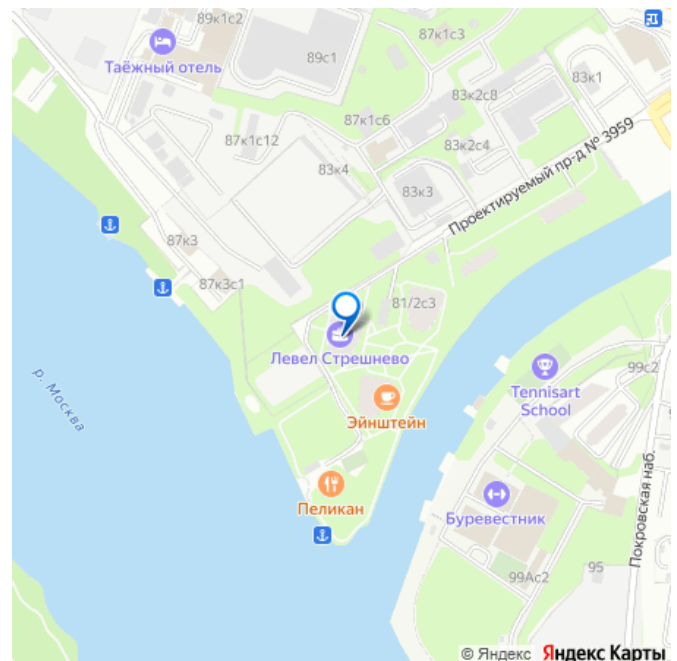 89к1с2
87к1с3
Таёжный отель
89с1
83к1
83к2с8
87к1с6
87к1с12
83к2с4
Проектируемый пр-д № 3959
83к4
83к3
87к3
87к3с1
81/2с3
Левел Стрешнево
р. Москва
99с2
Tennisart
School
Эйнштейн
Покровская наб.
Пеликан
Буревестник
95
99Ас2
© Яндекс Яндекс Карты